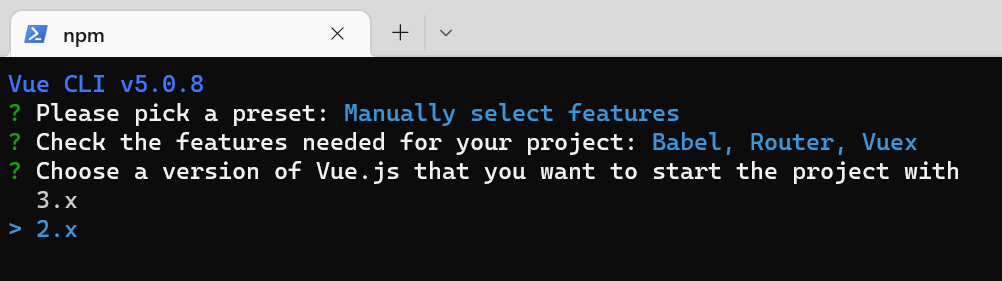 npm
Vue CLI v5.0.8
? Please pick a preset: Manually select features
? Check the features needed for your project: Babel, Router, Vuex
? Choose a version of Vue.js that you want to start the project with
3.x
> 2.x